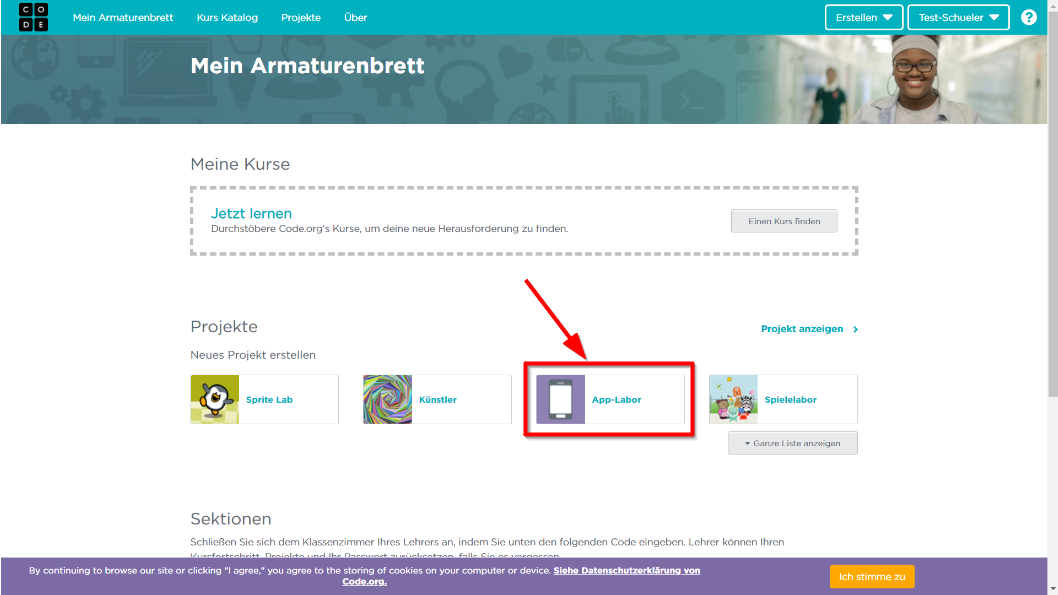 C O
D E
Mein Armaturenbrett
Kurs Katalog
Projekte
Über
Erstellen
Test-Schueler
?
Mein Armaturenbrett
Meine Kurse
Jetzt lernen
Durchstöbere Code.org's Kurse, um deine neue Herausforderung zu finden.
Einen Kurs finden
Projekte
Projekt anzeigen
Neues Projekt erstellen
Sprite Lab
Künstler
App-Labor
Spielelabor
Ganze Liste anzeigen
Sektionen
Schließen Sie sich dem Klassenzimmer Ihres Lehrers an, indem Sie unten den folgenden Code eingeben. Lehrer können Ihren
Kursfortschritt, Projekte und Ihr Passwort zurücksetzen, falls Sie es vergessen
By continuing to browse our site or clicking "I agree," you agree to the storing of cookies on your computer or device. Siehe Datenschutzerklärung von
Code.org.
Ich stimme zu